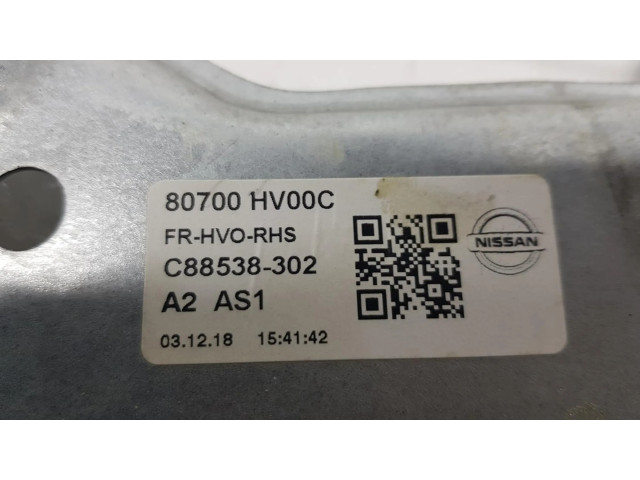 80700 HV00C
FR-HVO-RHS
C88538-302
A2 AS1
03.12.18 15:41:42
NISSAN